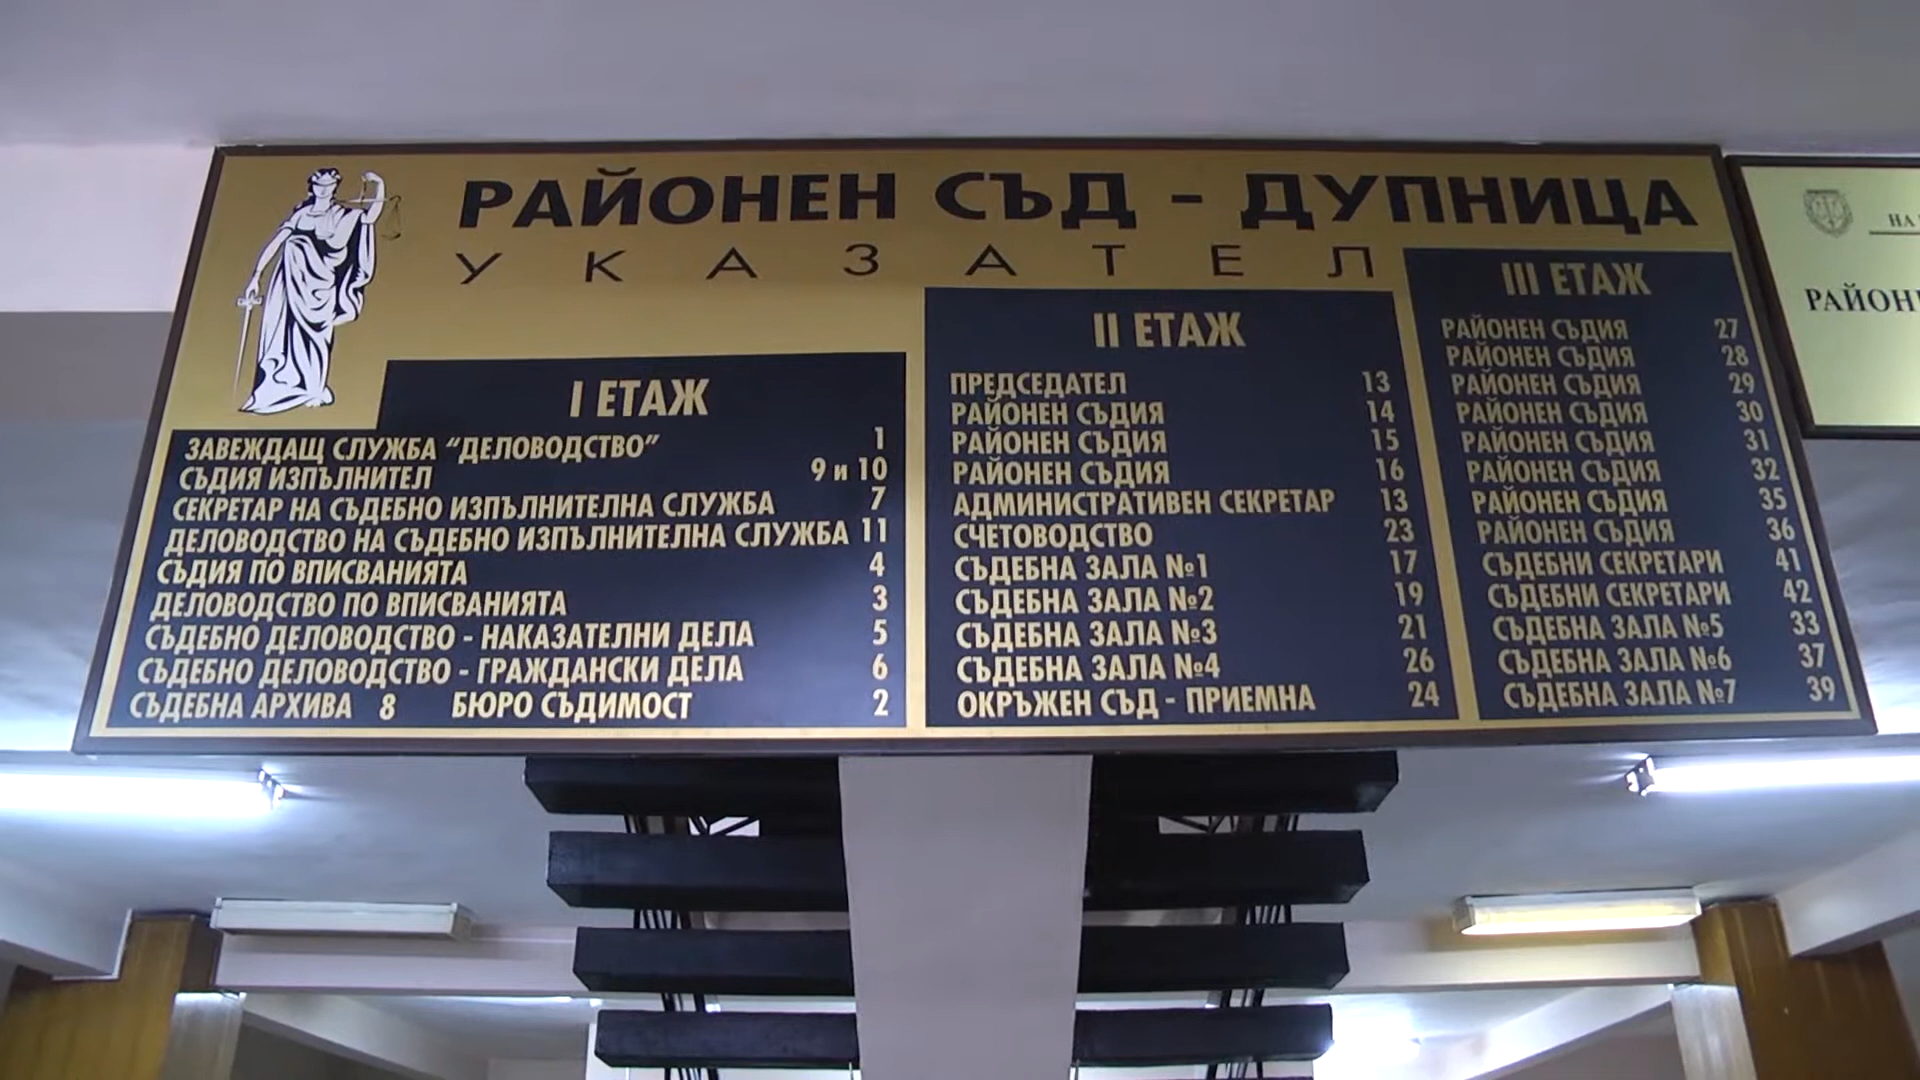 РАЙОНЕН СЪД - ДУПНИЦА
УКАЗАТЕЛ
I ЕТАЖ
ЗАВЕЖДАЩ СЛУЖБА "ДЕЛОВОДСТВО" 1
СЪДИЯ ИЗПЪЛНИТЕЛ 9 и 10
СЕКРЕТАР НА СЪДЕБНО ИЗПЪЛНИТЕЛНА СЛУЖБА 7
ДЕЛОВОДСТВО НА СЪДЕБНО ИЗПЪЛНИТЕЛНА СЛУЖБА 11
СЪДИЯ ПО ВПИСВАНИЯТА 4
ДЕЛОВОДСТВО ПО ВПИСВАНИЯТА 3
СЪДЕБНО ДЕЛОВОДСТВО - НАКАЗАТЕЛНИ ДЕЛА 5
СЪДЕБНО ДЕЛОВОДСТВО - ГРАЖДАНСКИ ДЕЛА 6
СЪДЕБНА АРХИВА 8 БЮРО СЪДИМОСТ 2
II ЕТАЖ
ПРЕДСЕДАТЕЛ 13
РАЙОНЕН СЪДИЯ 14
РАЙОНЕН СЪДИЯ 15
РАЙОНЕН СЪДИЯ 16
АДМИНИСТРАТИВЕН СЕКРЕТАР 13
СЧЕТОВОДСТВО 23
СЪДЕБНА ЗАЛА №1 17
СЪДЕБНА ЗАЛА №2 19
СЪДЕБНА ЗАЛА №3 21
СЪДЕБНА ЗАЛА №4 26
ОКРЪЖЕН СЪД - ПРИЕМНА 24
III ЕТАЖ
РАЙОНЕН СЪДИЯ 27
РАЙОНЕН СЪДИЯ 28
РАЙОНЕН СЪДИЯ 29
РАЙОНЕН СЪДИЯ 30
РАЙОНЕН СЪДИЯ 31
РАЙОНЕН СЪДИЯ 32
РАЙОНЕН СЪДИЯ 35
РАЙОНЕН СЪДИЯ 36
СЪДЕБНИ СЕКРЕТАРИ 41
СЪДЕБНИ СЕКРЕТАРИ 42
СЪДЕБНА ЗАЛА №5 33
СЪДЕБНА ЗАЛА №6 37
СЪДЕБНА ЗАЛА №7 39
НА